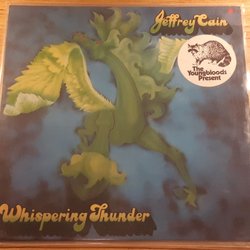 Jeffrey Cain
The
Youngbloods
Present
Whispering Thunder